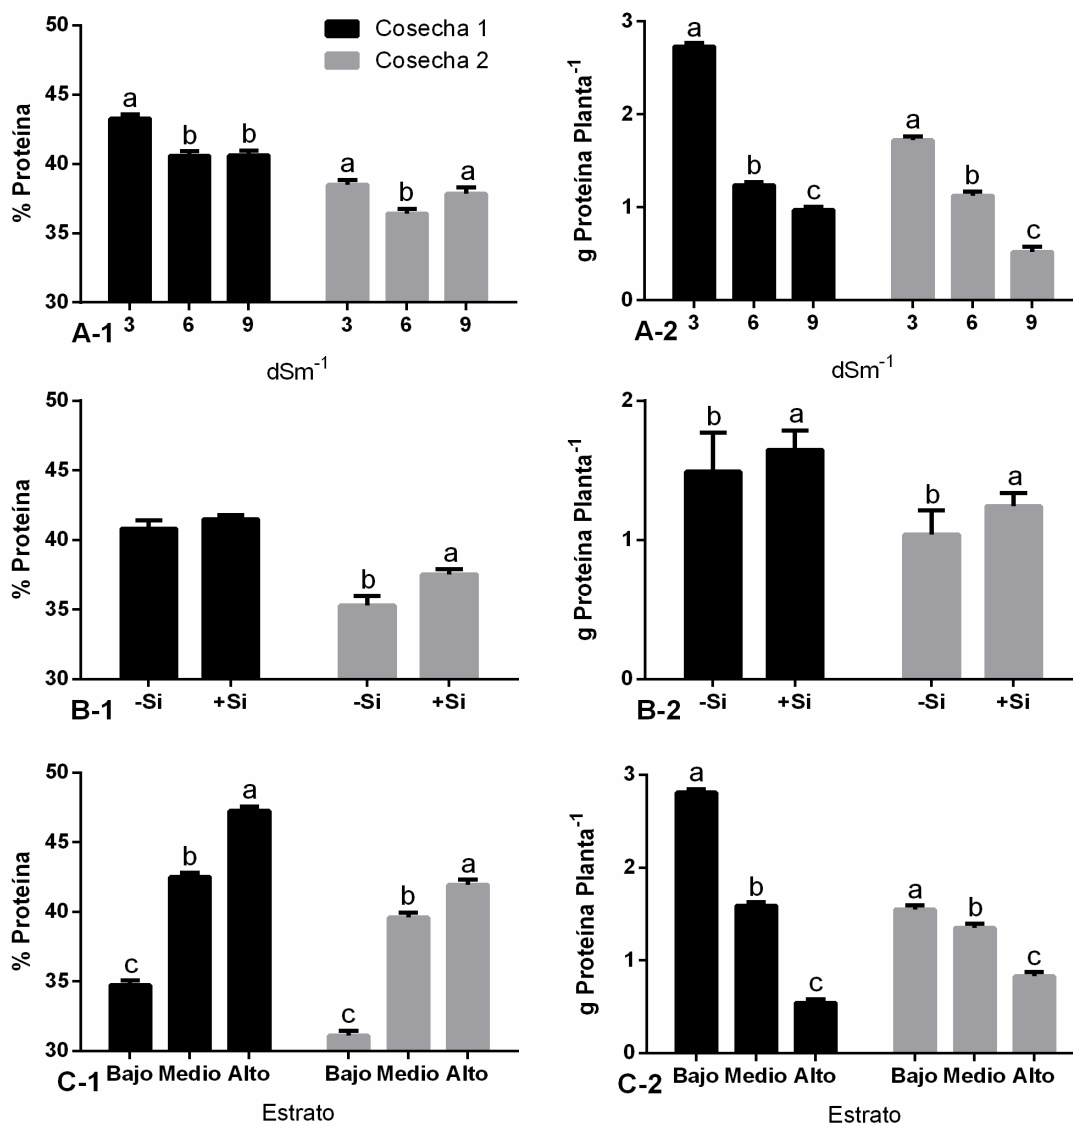 Cosecha 1
Cosecha 2
% Proteína
50
45
40
35
30
a
b
b
a
b
a
3
6
9
3
6
9
A-1
dSm⁻¹
g Proteína Planta⁻¹
3
2
1
0
a
b
c
a
b
c
3
6
9
3
6
9
A-2
dSm⁻¹
% Proteína
50
45
40
35
30
b
a
-Si
+Si
-Si
+Si
B-1
g Proteína Planta⁻¹
2
1
0
b
a
b
a
-Si
+Si
-Si
+Si
B-2
% Proteína
50
45
40
35
30
c
b
a
c
b
a
Bajo Medio Alto
Bajo Medio Alto
C-1
Estrato
g Proteína Planta⁻¹
3
2
1
0
a
b
c
a
b
c
Bajo Medio Alto
Bajo Medio Alto
C-2
Estrato